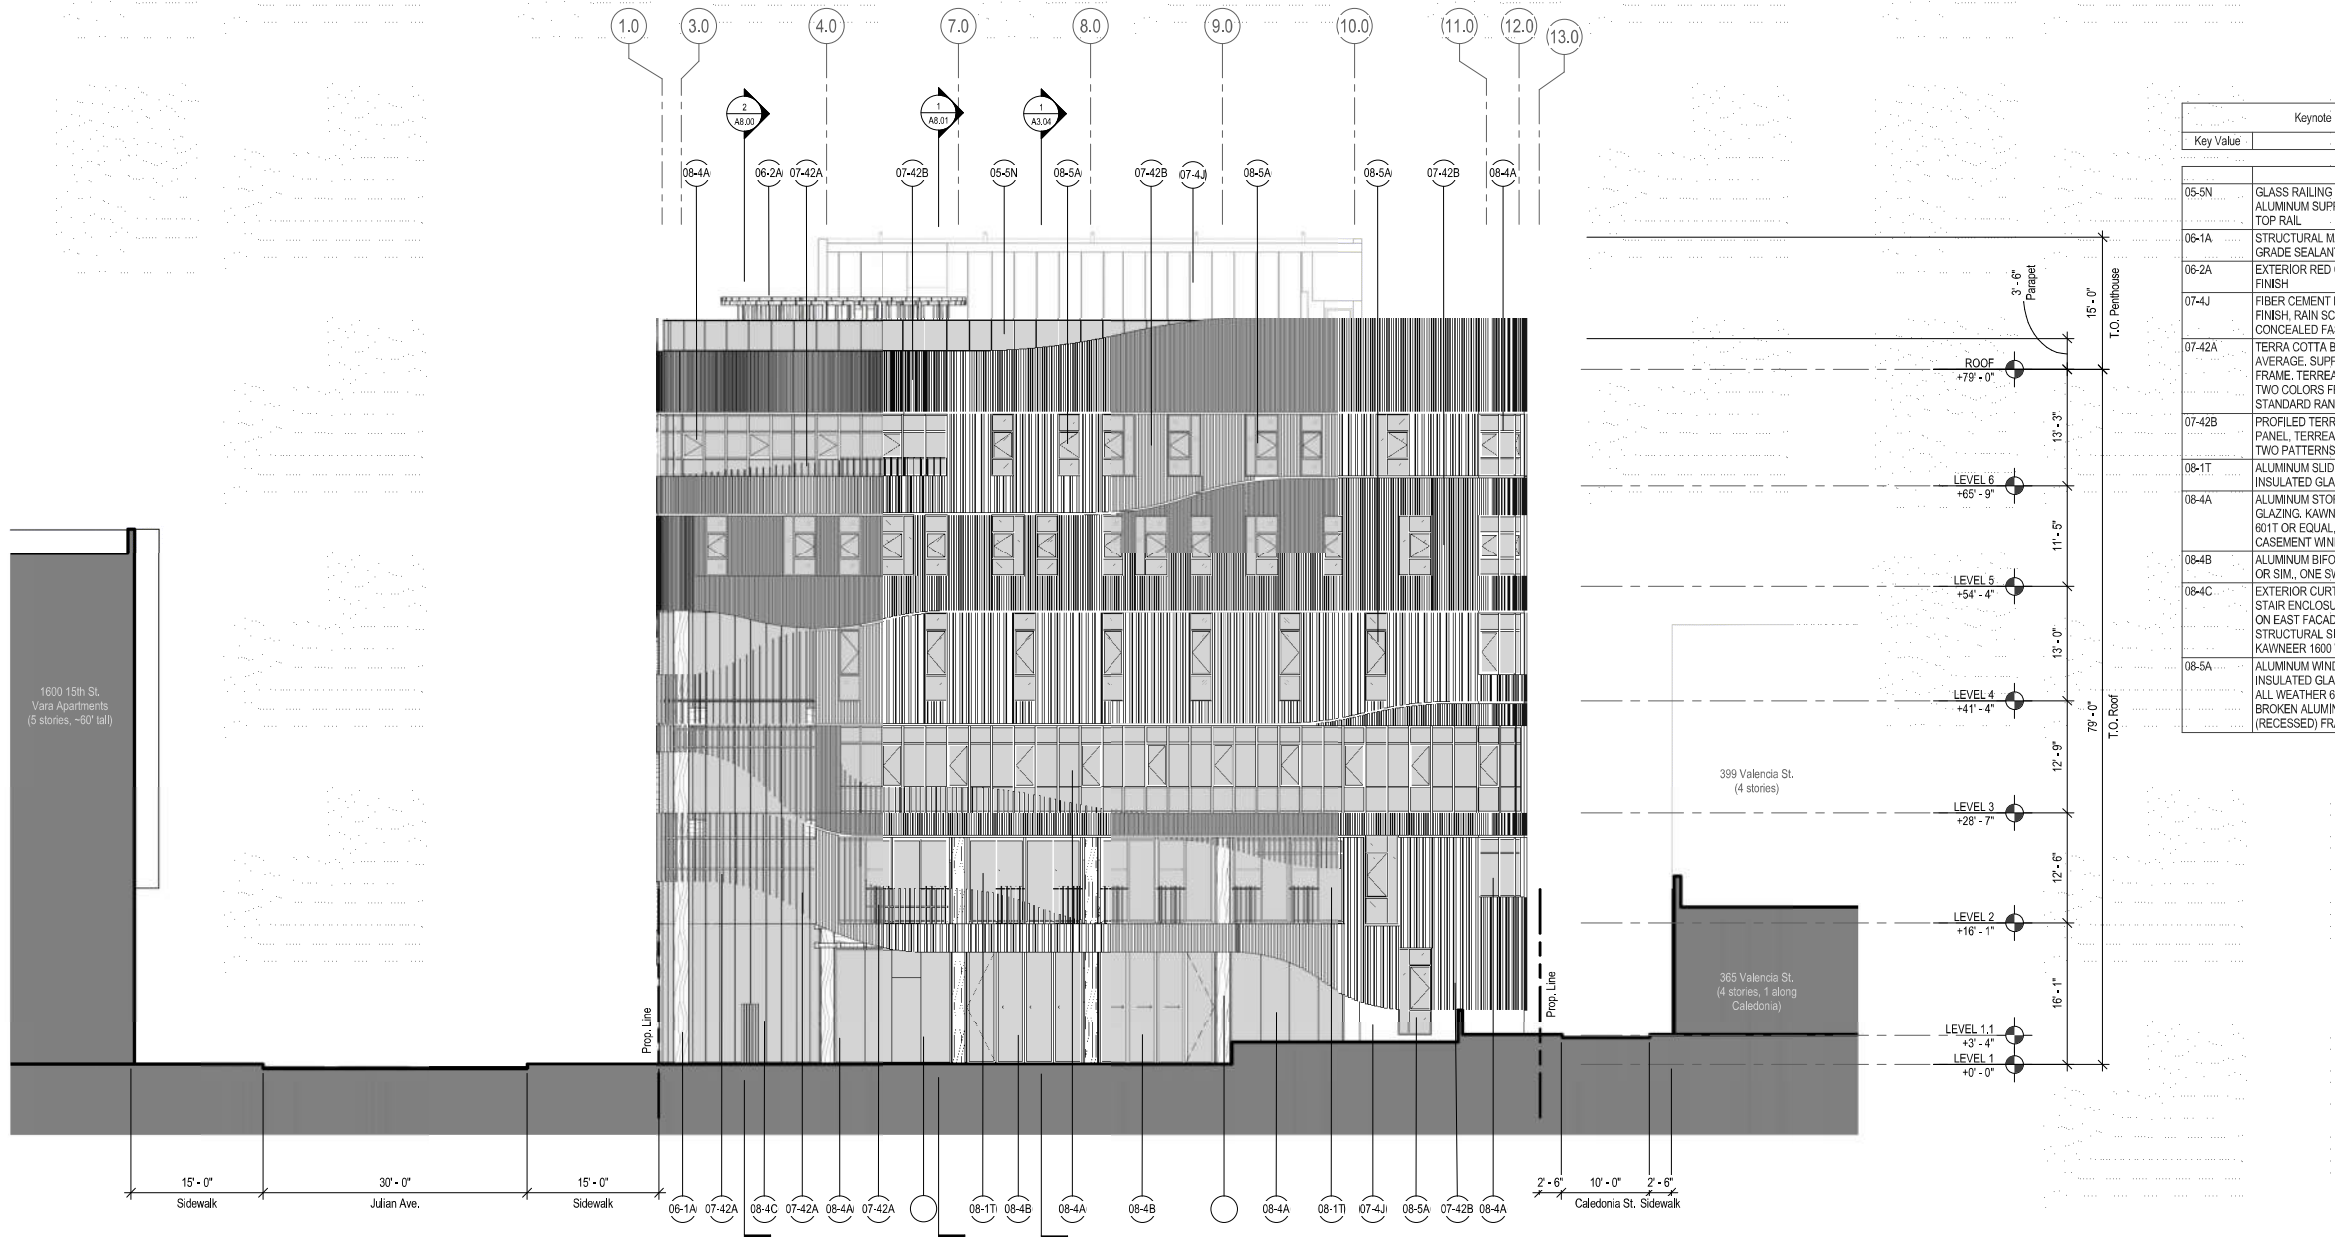 1.0
3.0
4.0
7.0
8.0
9.0
10.0
11.0
12.0
13.0
2
A8.00
1
A8.01
1
A3.04
08-4A
06-2A
07-42A
07-42B
05-5N
08-5A
07-42B
07-4J
08-5A
08-5A
07-42B
08-4A
Keynote
Key Value
05-5N GLASS RAILING
ALUMINUM SUP
TOP RAIL
06-1A STRUCTURAL M
GRADE SEALAN
06-2A EXTERIOR RED
FINISH
07-4J FIBER CEMENT
FINISH, RAIN SC
CONCEALED FA
07-42A TERRA COTTA B
AVERAGE. SUP
FRAME. TERREA
TWO COLORS F
STANDARD RAN
07-42B PROFILED TERR
PANEL, TERREA
TWO PATTERNS
08-1T ALUMINUM SLID
INSULATED GLA
08-4A ALUMINUM STO
GLAZING. KAWN
601T OR EQUAL,
CASEMENT WIN
08-4B ALUMINUM BIFO
OR SIM., ONE SW
08-4C EXTERIOR CURT
STAIR ENCLOSU
ON EAST FACAD
STRUCTURAL S
KAWNEER 1600
08-5A ALUMINUM WIND
INSULATED GLA
ALL WEATHER 6
BROKEN ALUMIN
(RECESSED) FR
3' - 6"
Parapet
15' - 0"
T.O. Penthouse
ROOF
+79' - 0"
13' - 3"
LEVEL 6
+65' - 9"
11' - 5"
LEVEL 5
+54' - 4"
13' - 0"
LEVEL 4
+41' - 4"
79' - 0"
T.O. Roof
12' - 9"
LEVEL 3
+28' - 7"
12' - 6"
LEVEL 2
+16' - 1"
16' - 1"
LEVEL 1.1
+3' - 4"
LEVEL 1
+0' - 0"
1600 15th St.
Vara Apartments
(5 stories, ~60' tall)
399 Valencia St.
(4 stories)
365 Valencia St.
(4 stories, 1 along
Caledonia)
Prop. Line
Prop. Line
15' - 0"
Sidewalk
30' - 0"
Julian Ave.
15' - 0"
Sidewalk
2' - 6"
10' - 0"
2' - 6"
Caledonia St. Sidewalk
06-1A
07-42A
08-4C
07-42A
08-4A
07-42A
08-1T
08-4B
08-4A
08-4B
08-4A
08-1T
07-4J
08-5A
07-42B
08-4A